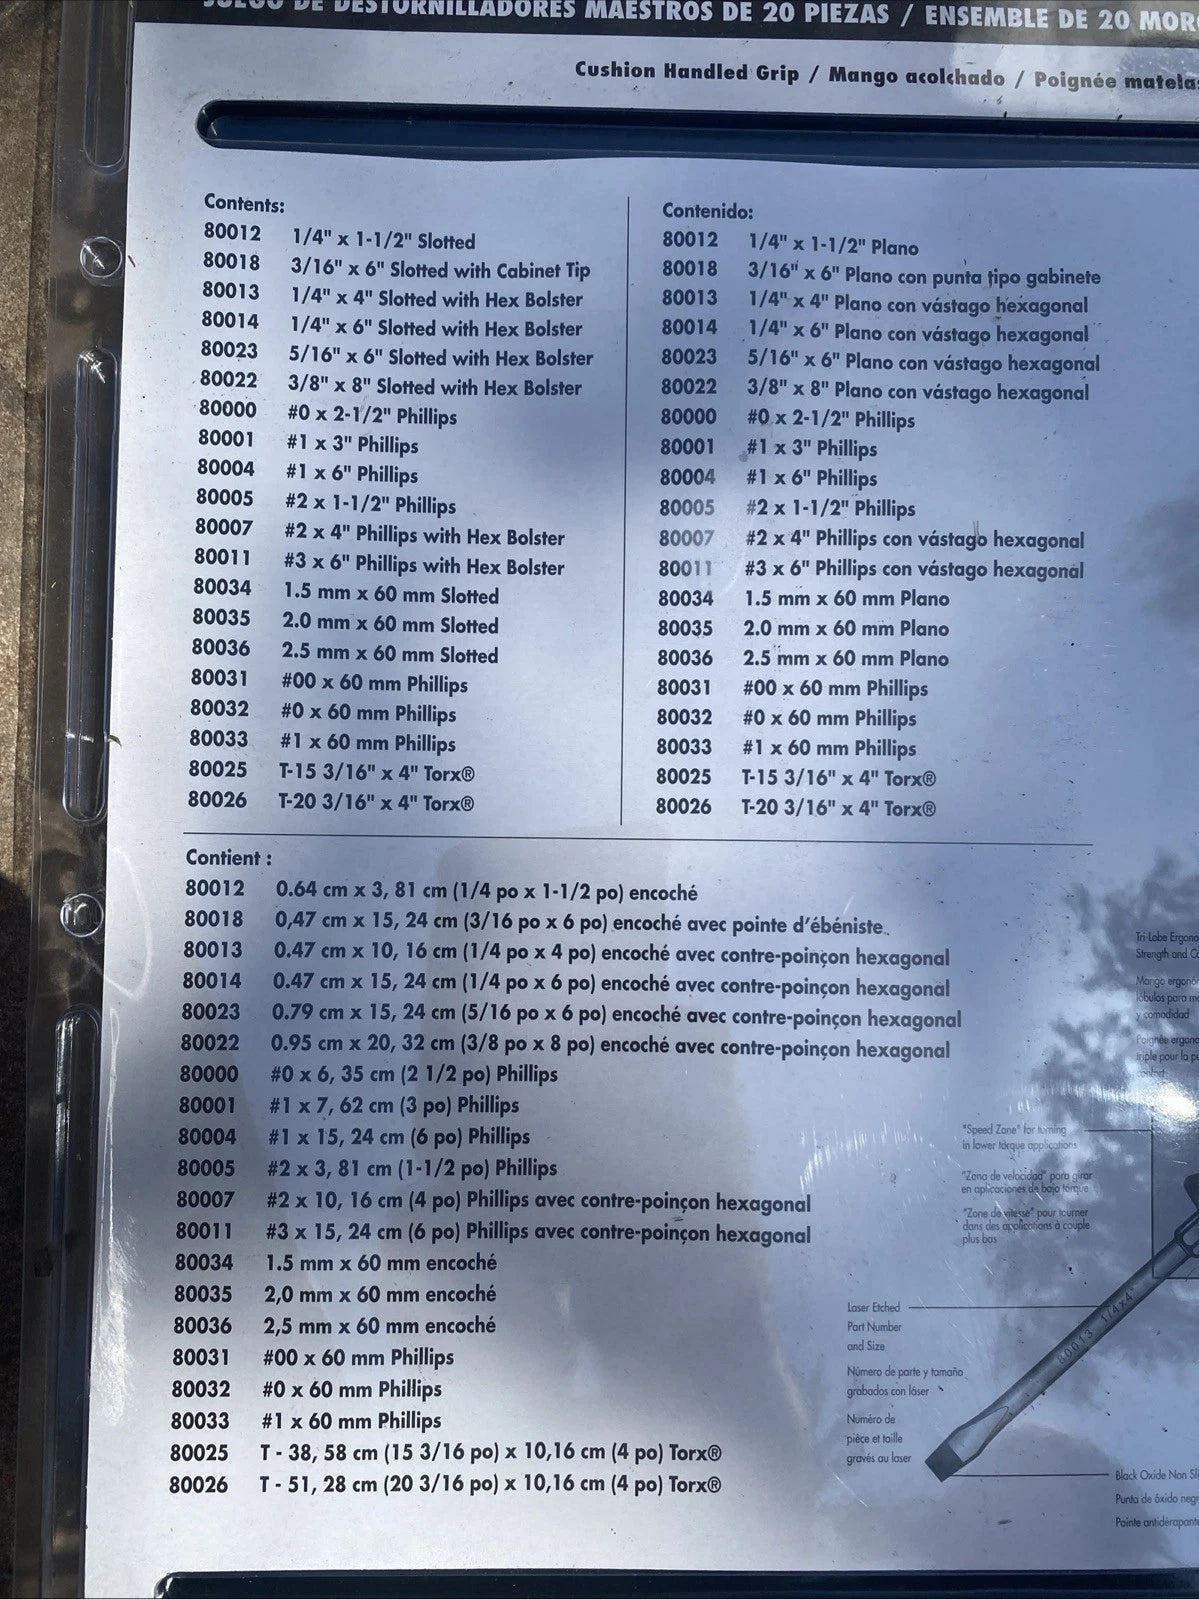 JUEGO DE DESTORNILLADORES MAESTROS DE 20 PIEZAS / ENSEMBLE DE 20
Cushion Handled Grip / Mango acolchado / Poignée
Contents:
80012 1/4" x 1-1/2" Slotted
80018 3/16" x 6" Slotted with Cabinet Tip
80013 1/4" x 4" Slotted with Hex Bolster
80014 1/4" x 6" Slotted with Hex Bolster
80023 5/16" x 6" Slotted with Hex Bolster
80022 3/8" x 8" Slotted with Hex Bolster
80000 #0 x 2-1/2" Phillips
80001 #1 x 3" Phillips
80004 #1 x 6" Phillips
80005 #2 x 1-1/2" Phillips
80007 #2 x 4" Phillips with Hex Bolster
80011 #3 x 6" Phillips with Hex Bolster
80034 1.5 mm x 60 mm Slotted
80035 2.0 mm x 60 mm Slotted
80036 2.5 mm x 60 mm Slotted
80031 #00 x 60 mm Phillips
80032 #0 x 60 mm Phillips
80033 #1 x 60 mm Phillips
80025 T-15 3/16" x 4" Torx®
80026 T-20 3/16" x 4" Torx®
Contenido:
80012 1/4" x 1-1/2" Plano
80018 3/16" x 6" Plano con punta tipo gabinete
80013 1/4" x 4" Plano con vástago hexagonal
80014 1/4" x 6" Plano con vástago hexagonal
80023 5/16" x 6" Plano con vástago hexagonal
80022 3/8" x 8" Plano con vástago hexagonal
80000 #0 x 2-1/2" Phillips
80001 #1 x 3" Phillips
80004 #1 x 6" Phillips
80005 #2 x 1-1/2" Phillips
80007 #2 x 4" Phillips con vástago hexagonal
80011 #3 x 6" Phillips con vástago hexagonal
80034 1.5 mm x 60 mm Plano
80035 2.0 mm x 60 mm Plano
80036 2.5 mm x 60 mm Plano
80031 #00 x 60 mm Phillips
80032 #0 x 60 mm Phillips
80033 #1 x 60 mm Phillips
80025 T-15 3/16" x 4" Torx®
80026 T-20 3/16" x 4" Torx®
Contient :
80012 0.64 cm x 3, 81 cm (1/4 po x 1-1/2 po) encoché
80018 0,47 cm x 15, 24 cm (3/16 po x 6 po) encoché avec pointe d'ébéniste
80013 0.47 cm x 10, 16 cm (1/4 po x 4 po) encoché avec contre-poinçon hexagonal
80014 0.47 cm x 15, 24 cm (1/4 po x 6 po) encoché avec contre-poinçon hexagonal
80023 0.79 cm x 15, 24 cm (5/16 po x 6 po) encoché avec contre-poinçon hexagonal
80022 0.95 cm x 20, 32 cm (3/8 po x 8 po) encoché avec contre-poinçon hexagonal
80000 #0 x 6, 35 cm (2 1/2 po) Phillips
80001 #1 x 7, 62 cm (3 po) Phillips
80004 #1 x 15, 24 cm (6 po) Phillips
80005 #2 x 3, 81 cm (1-1/2 po) Phillips
80007 #2 x 10, 16 cm (4 po) Phillips avec contre-poinçon hexagonal
80011 #3 x 15, 24 cm (6 po) Phillips avec contre-poinçon hexagonal
80034 1.5 mm x 60 mm encoché
80035 2,0 mm x 60 mm encoché
80036 2,5 mm x 60 mm encoché
80031 #00 x 60 mm Phillips
80032 #0 x 60 mm Phillips
80033 #1 x 60 mm Phillips
80025 T - 38, 58 cm (15 3/16 po) x 10,16 cm (4 po) Torx®
80026 T - 51, 28 cm (20 3/16 po) x 10,16 cm (4 po) Torx®
Tri-Lobe
Strength and
Mango
lóbulos para
y comodidad
Poignée
triple pour la
confort
"Speed Zone" for turning
in lower torque applications
"Zona de velocidad" para girar
en aplicaciones de bajo torque
"Zone de vitesse" pour tourner
dans des applications à couple
plus bas
Laser Etched
Part Number
and Size
Número de parte y tamaño
grabados con láser
Numéro de
pièce et taille
gravés au laser
80013 1/4x4"
Black Oxide Non
Punta de óxido
Pointe